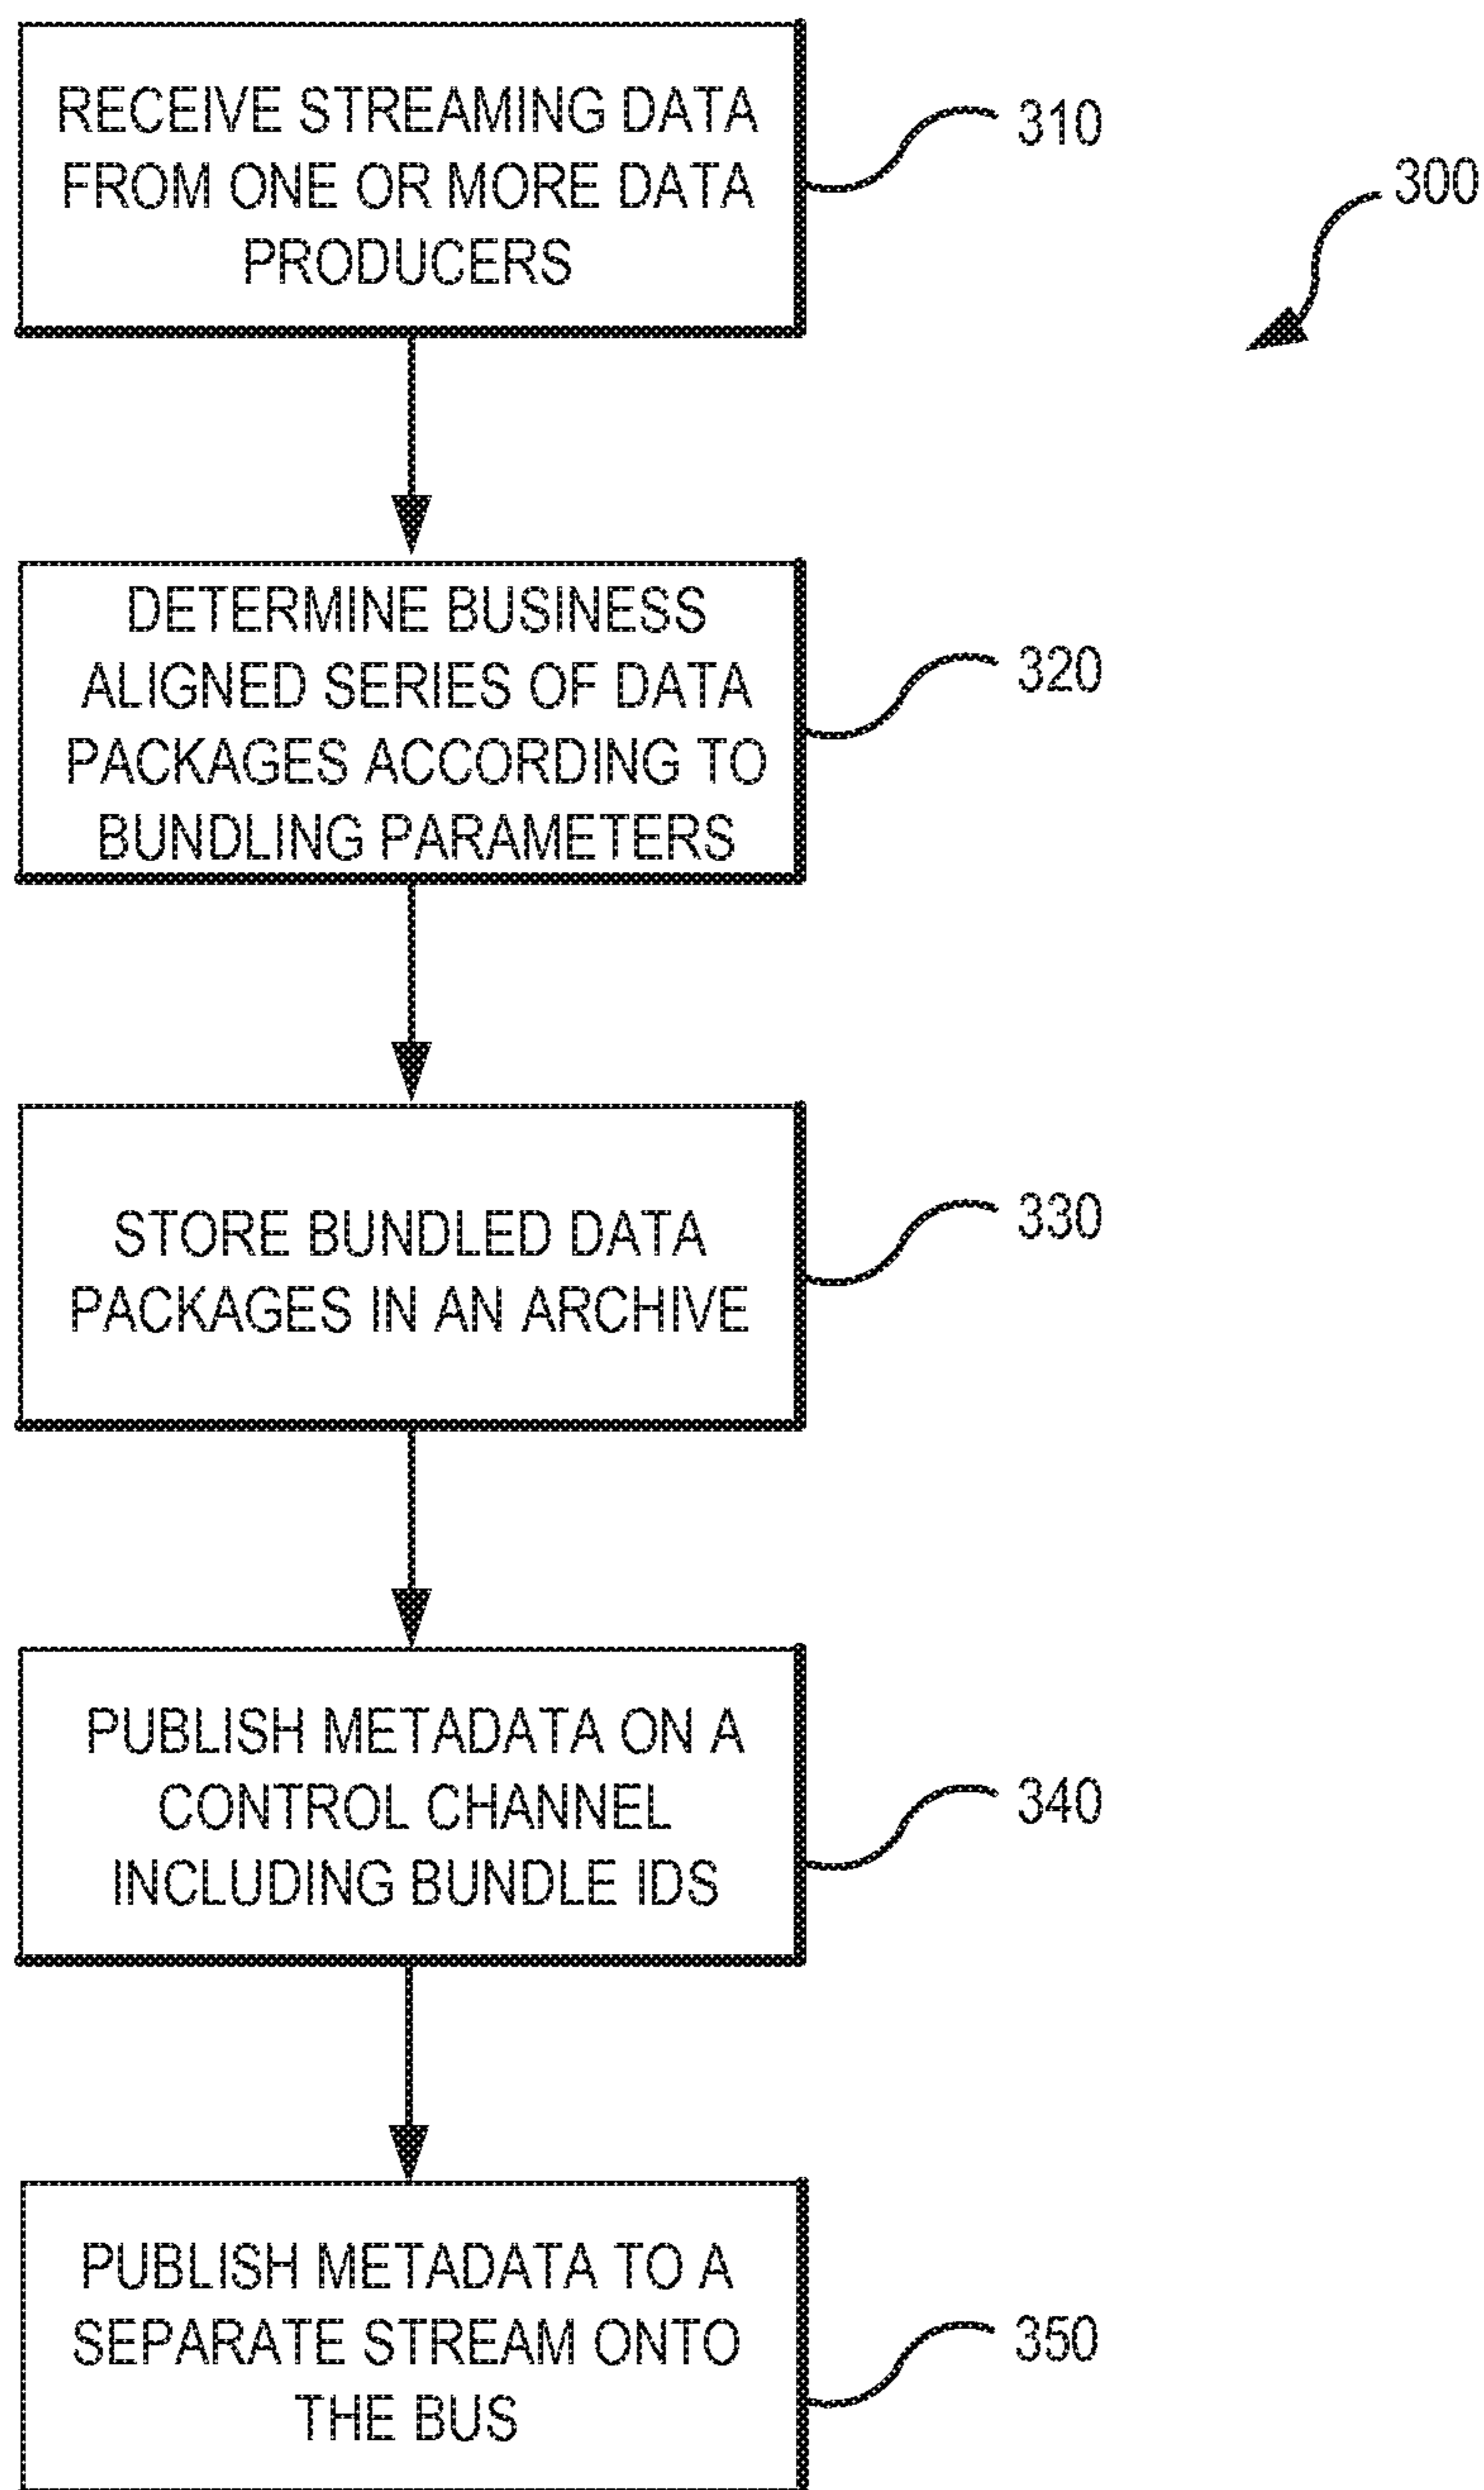 RECEIVE STREAMING DATA
FROM ONE OR MORE DATA
PRODUCERS
310
300
DETERMINE BUSINESS
ALIGNED SERIES OF DATA
PACKAGES ACCORDING TO
BUNDLING PARAMETERS
320
STORE BUNDLED DATA
PACKAGES IN AN ARCHIVE
330
PUBLISH METADATA ON A
CONTROL CHANNEL
INCLUDING BUNDLE IDS
340
PUBLISH METADATA TO A
SEPARATE STREAM ONTO
THE BUS
350